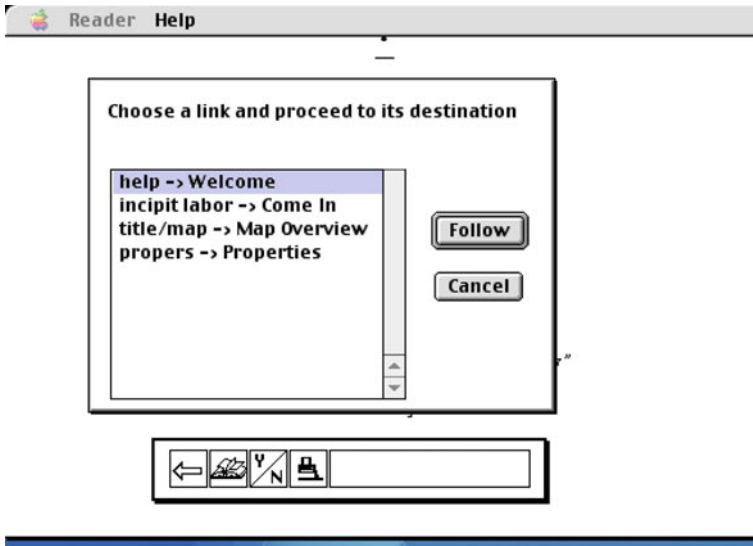 Reader Help
Choose a link and proceed to its destination
help -> Welcome
incipit labor -> Come In
title/map -> Map Overview
propers -> Properties
Follow
Cancel
Y/N